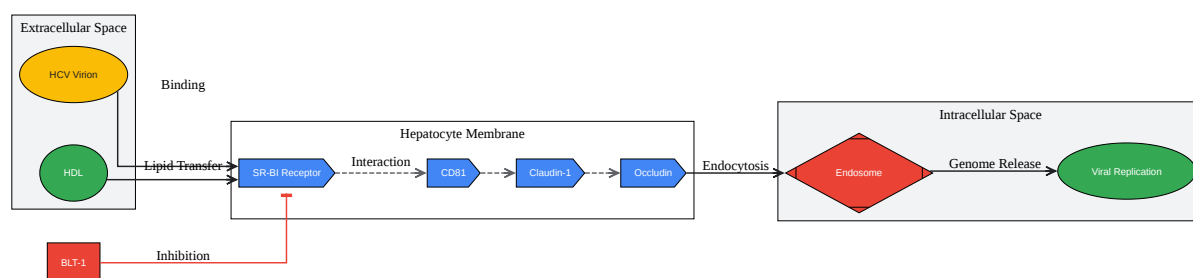 Extracellular Space
HCV Virion
Binding
HDL
Lipid Transfer
Hepatocyte Membrane
SR-BI Receptor
Interaction
CD81
Claudin-1
Occludin
Endocytosis
Intracellular Space
Endosome
Genome Release
Viral Replication
BLT-1
Inhibition